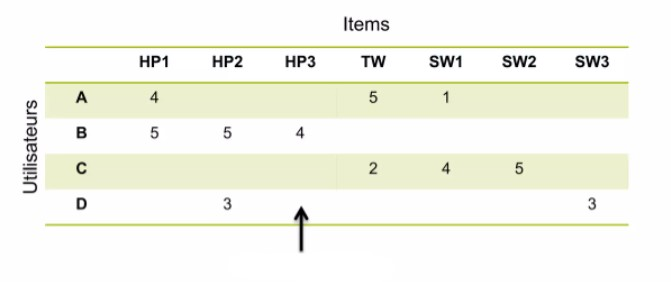 Items
HP1 HP2 HP3 TW SW1 SW2 SW3
Utilisateurs
A 4 5 1
B 5 5 4
C 2 4 5
D 3 3